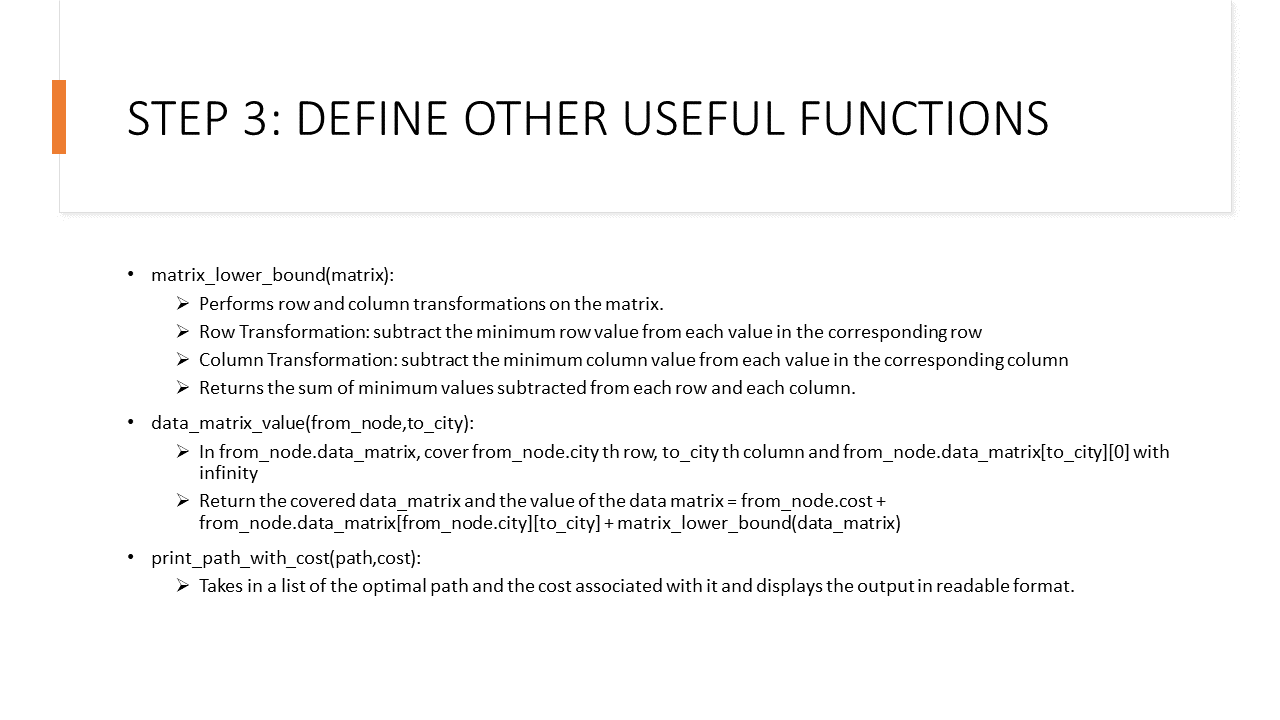 STEP 3: DEFINE OTHER USEFUL FUNCTIONS
• matrix_lower_bound(matrix):
➢ Performs row and column transformations on the matrix.
➢ Row Transformation: subtract the minimum row value from each value in the corresponding row
➢ Column Transformation: subtract the minimum column value from each value in the corresponding column
➢ Returns the sum of minimum values subtracted from each row and each column.
• data_matrix_value(from_node,to_city):
➢ In from_node.data_matrix, cover from_node.city th row, to_city th column and from_node.data_matrix[to_city][0] with
infinity
➢ Return the covered data_matrix and the value of the data matrix = from_node.cost +
from_node.data_matrix[from_node.city][to_city] + matrix_lower_bound(data_matrix)
• print_path_with_cost(path,cost):
➢ Takes in a list of the optimal path and the cost associated with it and displays the output in readable format.